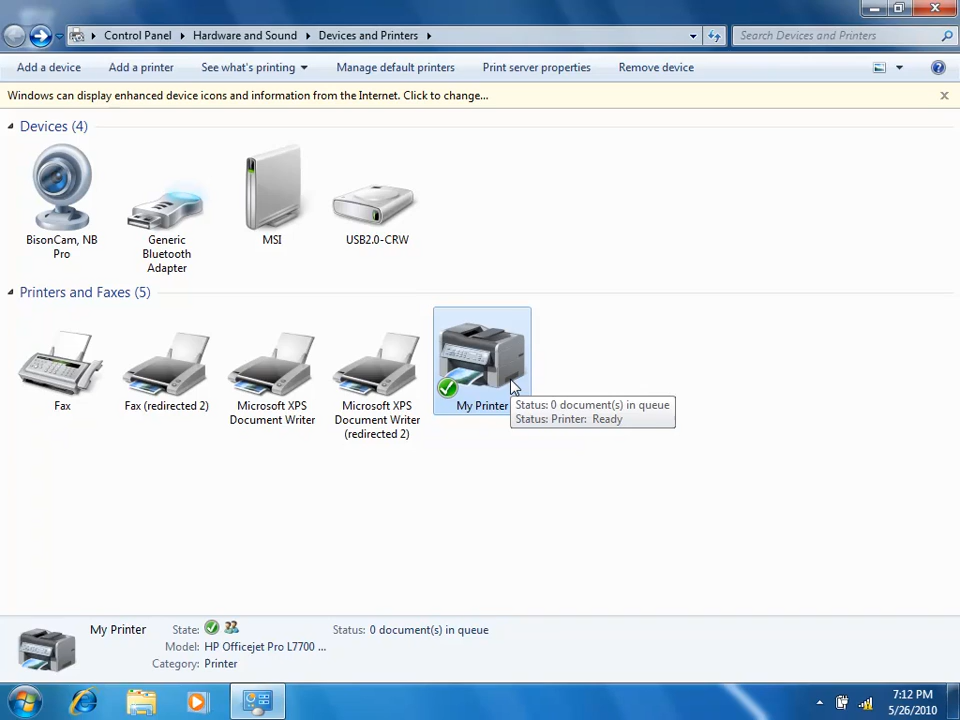 Control Panel Hardware and Sound Devices and Printers Search Devices and Printers
Add a device Add a printer See what's printing Manage default printers Print server properties Remove device
Windows can display enhanced device icons and information from the Internet. Click to change...
Devices (4)
BisonCam, NB
Pro
Generic
Bluetooth
Adapter
MSI
USB2.0-CRW
Printers and Faxes (5)
Fax
Fax (redirected 2)
Microsoft XPS
Document Writer
Microsoft XPS
Document Writer
(redirected 2)
My Printer
Status: 0 document(s) in queue
Status: Printer: Ready
My Printer State: Status: 0 document(s) in queue
Model: HP Officejet Pro L7700 ...
Category: Printer
7:12 PM
5/26/2010